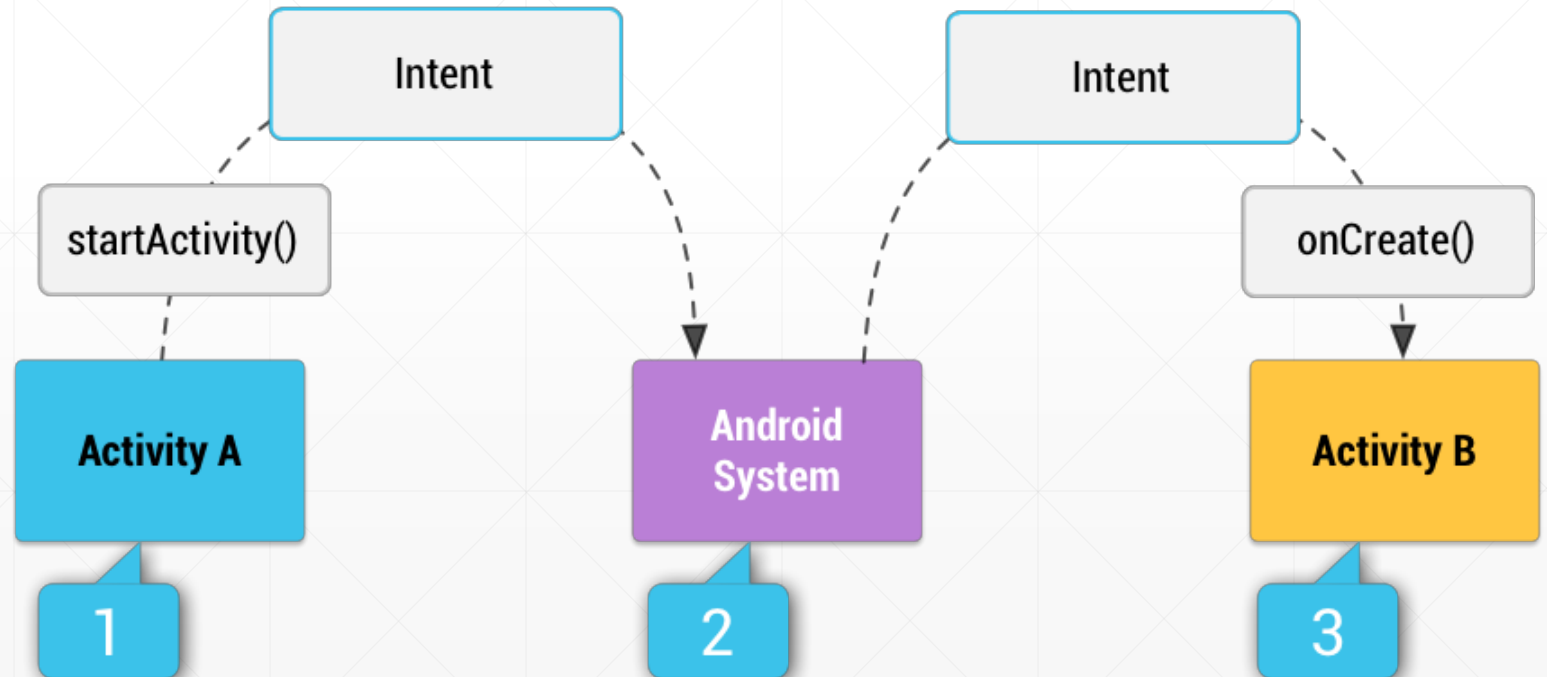 Intent
Intent
startActivity()
onCreate()
Activity A
Android
System
Activity B
1
2
3